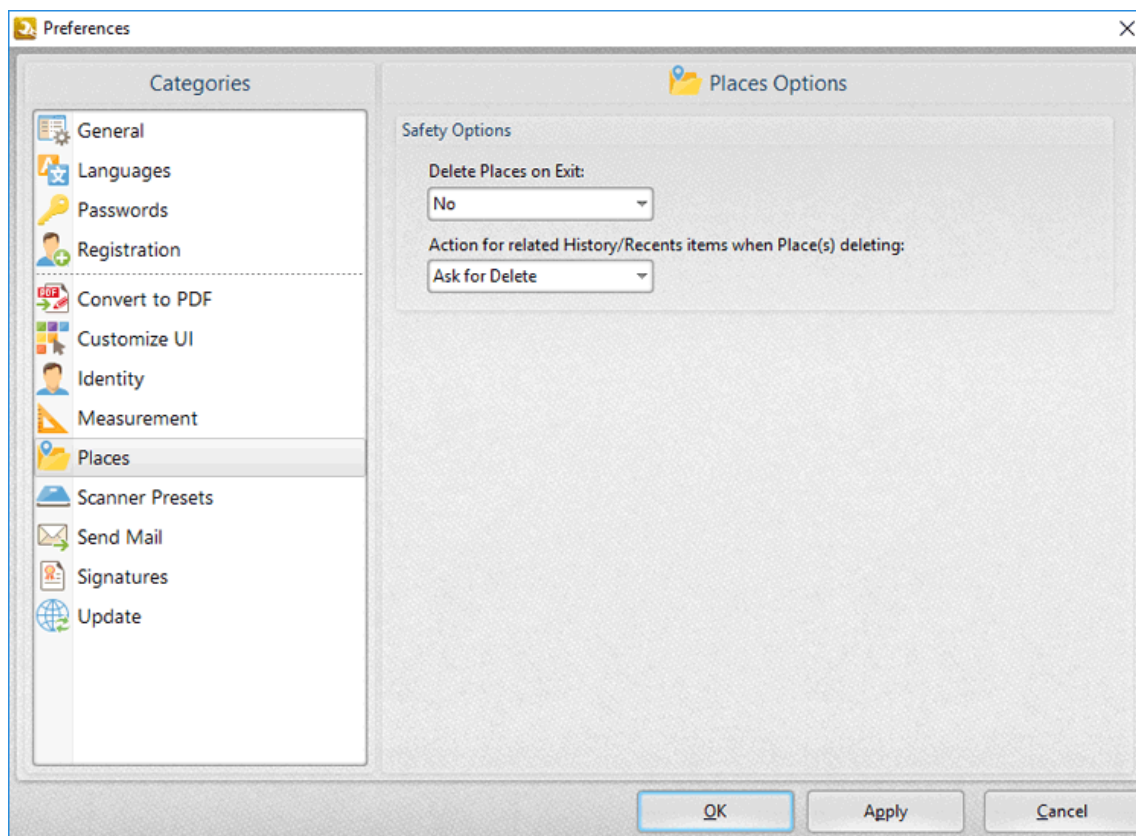 Preferences
Categories
General
Languages
Passwords
Registration
Convert to PDF
Customize UI
Identity
Measurement
Places
Scanner Presets
Send Mail
Signatures
Update
Places Options
Safety Options
Delete Places on Exit:
No
Action for related History/Recents items when Place(s) deleting:
Ask for Delete
OK
Apply
Cancel